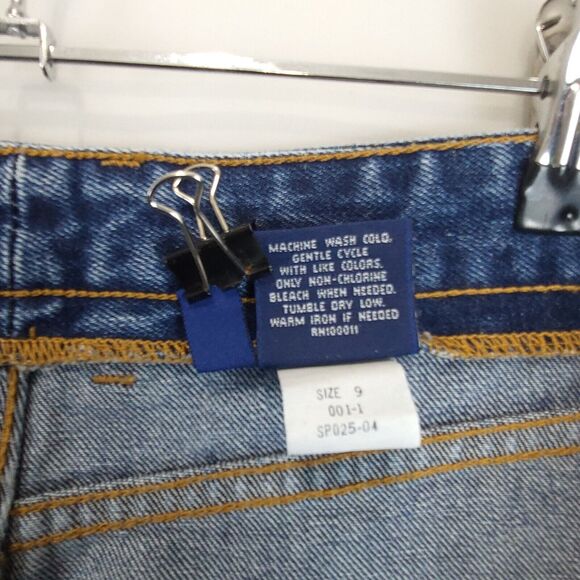 MACHINE WASH COLD.
GENTLE CYCLE
WITH LIKE COLORS.
ONLY NON-CHLORINE
BLEACH WHEN NEEDED.
TUMBLE DRY LOW.
WARM IRON IF NEEDED
RN100011
SIZE 9
001-1
SP025-04